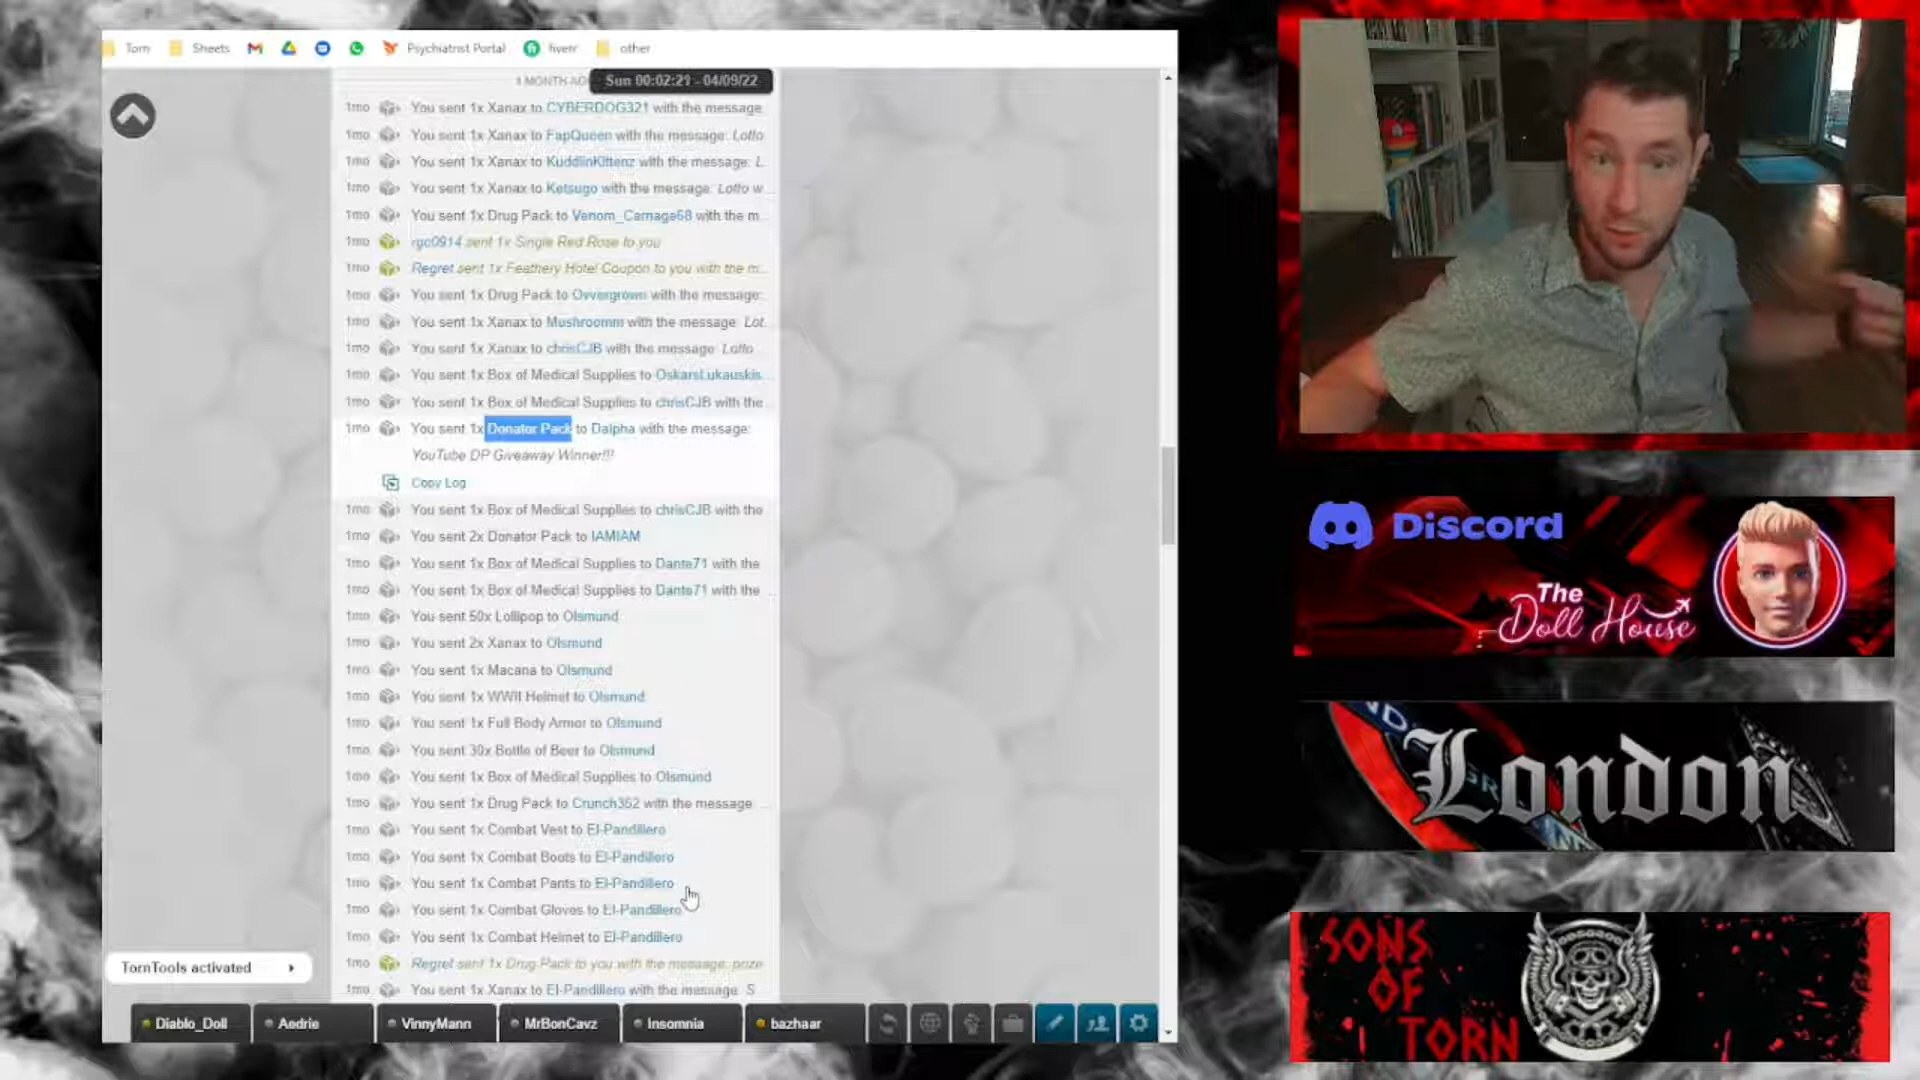 Torn
Sheets
Psychiatrist Portal
fiverr
other
1 MONTH AGO
Sun 00:02:21 - 04/09/22
1mo You sent 1x Xanax to CYBERDOG321 with the message
1mo You sent 1x Xanax to FapQueen with the message: Lotto
1mo You sent 1x Xanax to KuddlinKittenz with the message: L
1mo You sent 1x Xanax to Ketsugo with the message: Lotto w...
1mo You sent 1x Drug Pack to Venom_Carnage68 with the m...
1mo rgc0914 sent 1x Single Red Rose to you
1mo Regret sent 1x Feathery Hotel Coupon to you with the m...
1mo You sent 1x Drug Pack to Ovvergrown with the message:
1mo You sent 1x Xanax to Mushroomm with the message: Lot.
1mo You sent 1x Xanax to chrisCJB with the message: Lotto
1mo You sent 1x Box of Medical Supplies to OskarsLukauskis...
1mo You sent 1x Box of Medical Supplies to chrisCJB with the ...
1mo You sent 1x Donator Pack to Dalpha with the message:
YouTube DP Giveaway Winner!!!
Copy Log
1mo You sent 1x Box of Medical Supplies to chrisCJB with the
1mo You sent 2x Donator Pack to IAMIAM
1mo You sent 1x Box of Medical Supplies to Dante71 with the
1mo You sent 1x Box of Medical Supplies to Dante71 with the ...
1mo You sent 50x Lollipop to Olsmund
1mo You sent 2x Xanax to Olsmund
1mo You sent 1x Macana to Olsmund
1mo You sent 1x WWII Helmet to Olsmund
1mo You sent 1x Full Body Armor to Olsmund
1mo You sent 30x Bottle of Beer to Olsmund
1mo You sent 1x Box of Medical Supplies to Olsmund
1mo You sent 1x Drug Pack to Crunch352 with the message ...
1mo You sent 1x Combat Vest to El-Pandillero
1mo You sent 1x Combat Boots to El-Pandillero
1mo You sent 1x Combat Pants to El-Pandillero
1mo You sent 1x Combat Gloves to El-Pandillero
1mo You sent 1x Combat Helmet to El-Pandillero
1mo Regret sent 1x Drug Pack to you with the message: prize
1mo You sent 1x Xanax to El-Pandillero with the message: S
TornTools activated
Diablo_Doll
Aedrie
VinnyMann
MrBonCavz
Insomnia
bazhaar
Discord
The
Doll House
London
SONS
OF
TORN